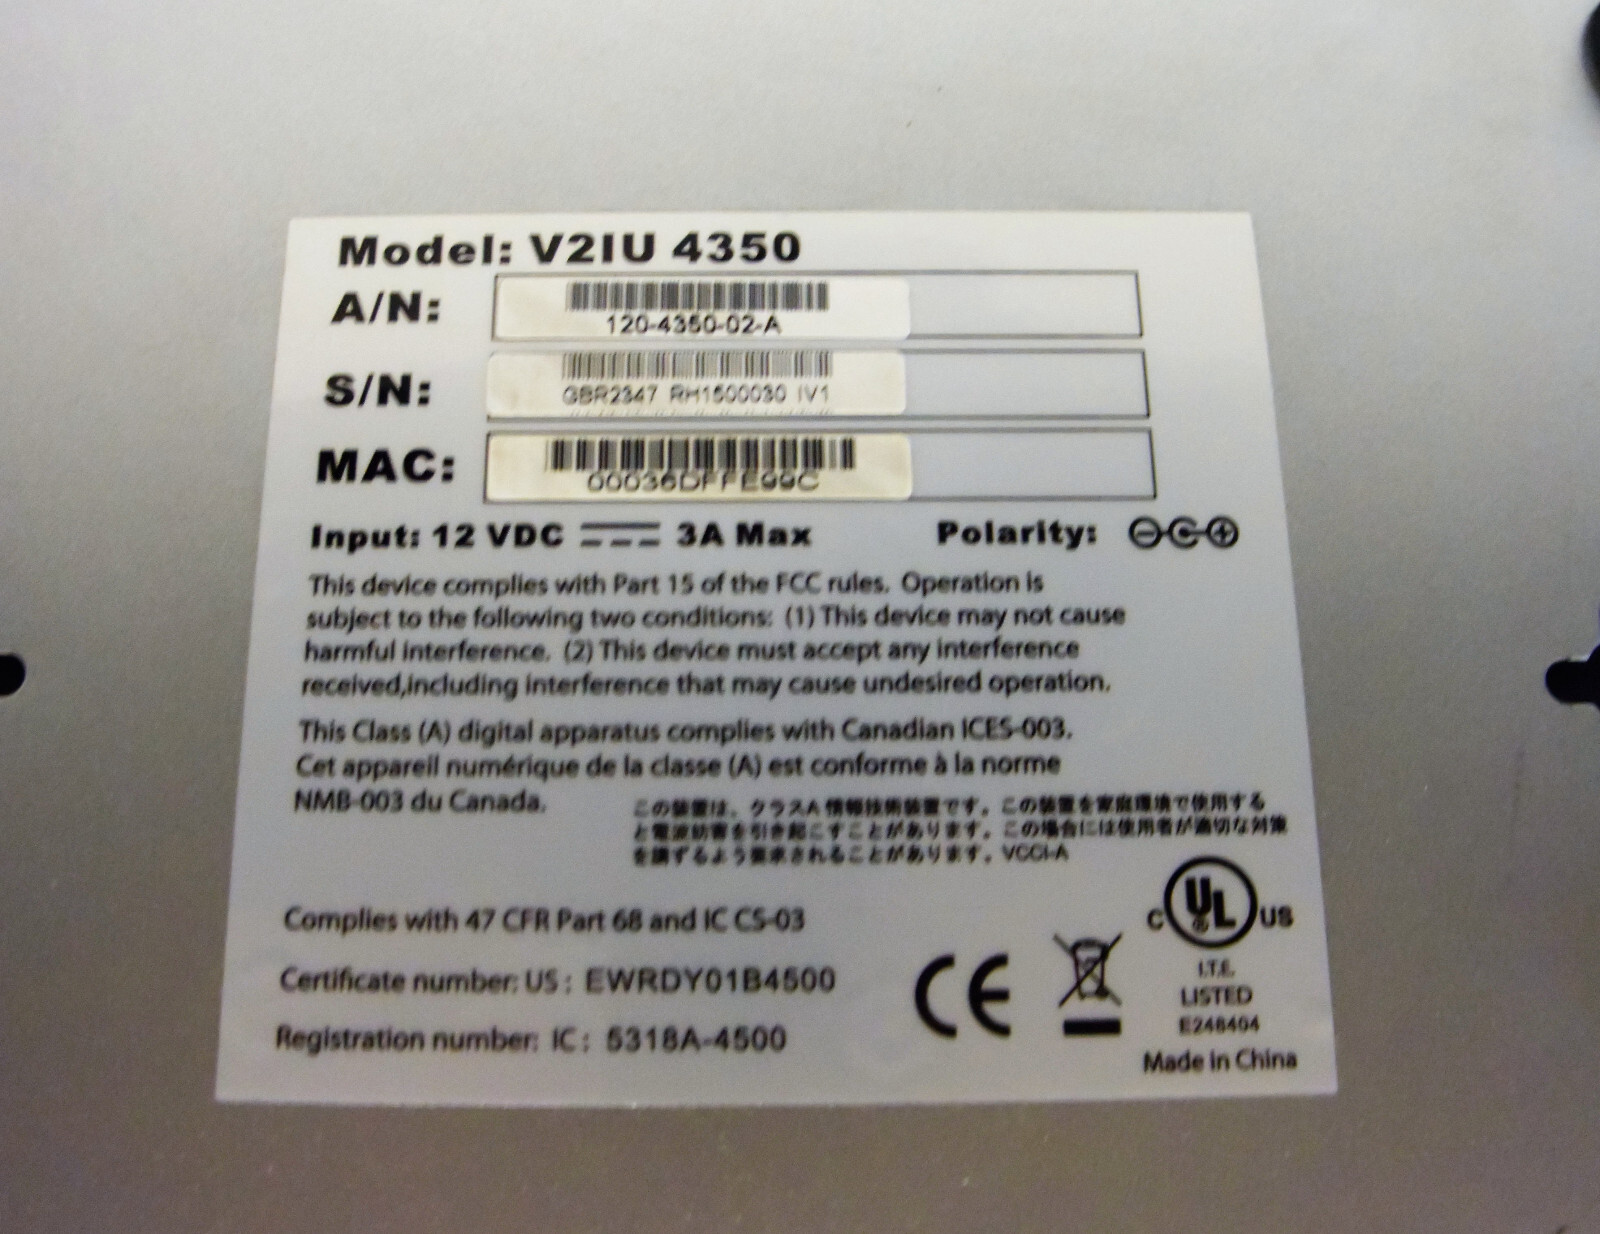 Model: V2IU 4350
A/N: 120-4350-02-A
S/N: GBR2347 RH1500030 IV1
MAC: 00036DFFE99C
Input: 12 VDC 3A Max Polarity:
This device complies with Part 15 of the FCC rules. Operation is
subject to the following two conditions: (1) This device may not cause
harmful interference. (2) This device must accept any interference
received,including interference that may cause undesired operation.
This Class (A) digital apparatus complies with Canadian ICES-003.
Cet appareil numérique de la classe (A) est conforme à la norme
NMB-003 du Canada.
この装置は、クラスA情報技術装置です。この装置を家庭環境で使用する
と電波妨害を引き起こすことがあります。この場合には使用者が適切な対策
を講ずるよう要求されることがあります。VCCI-A
Complies with 47 CFR Part 68 and IC CS-03
Certificate number: US: EWRDY01B4500
Registration number: IC: 5318A-4500
CE
C UL® US
I.T.E.
LISTED
E248404
Made in China